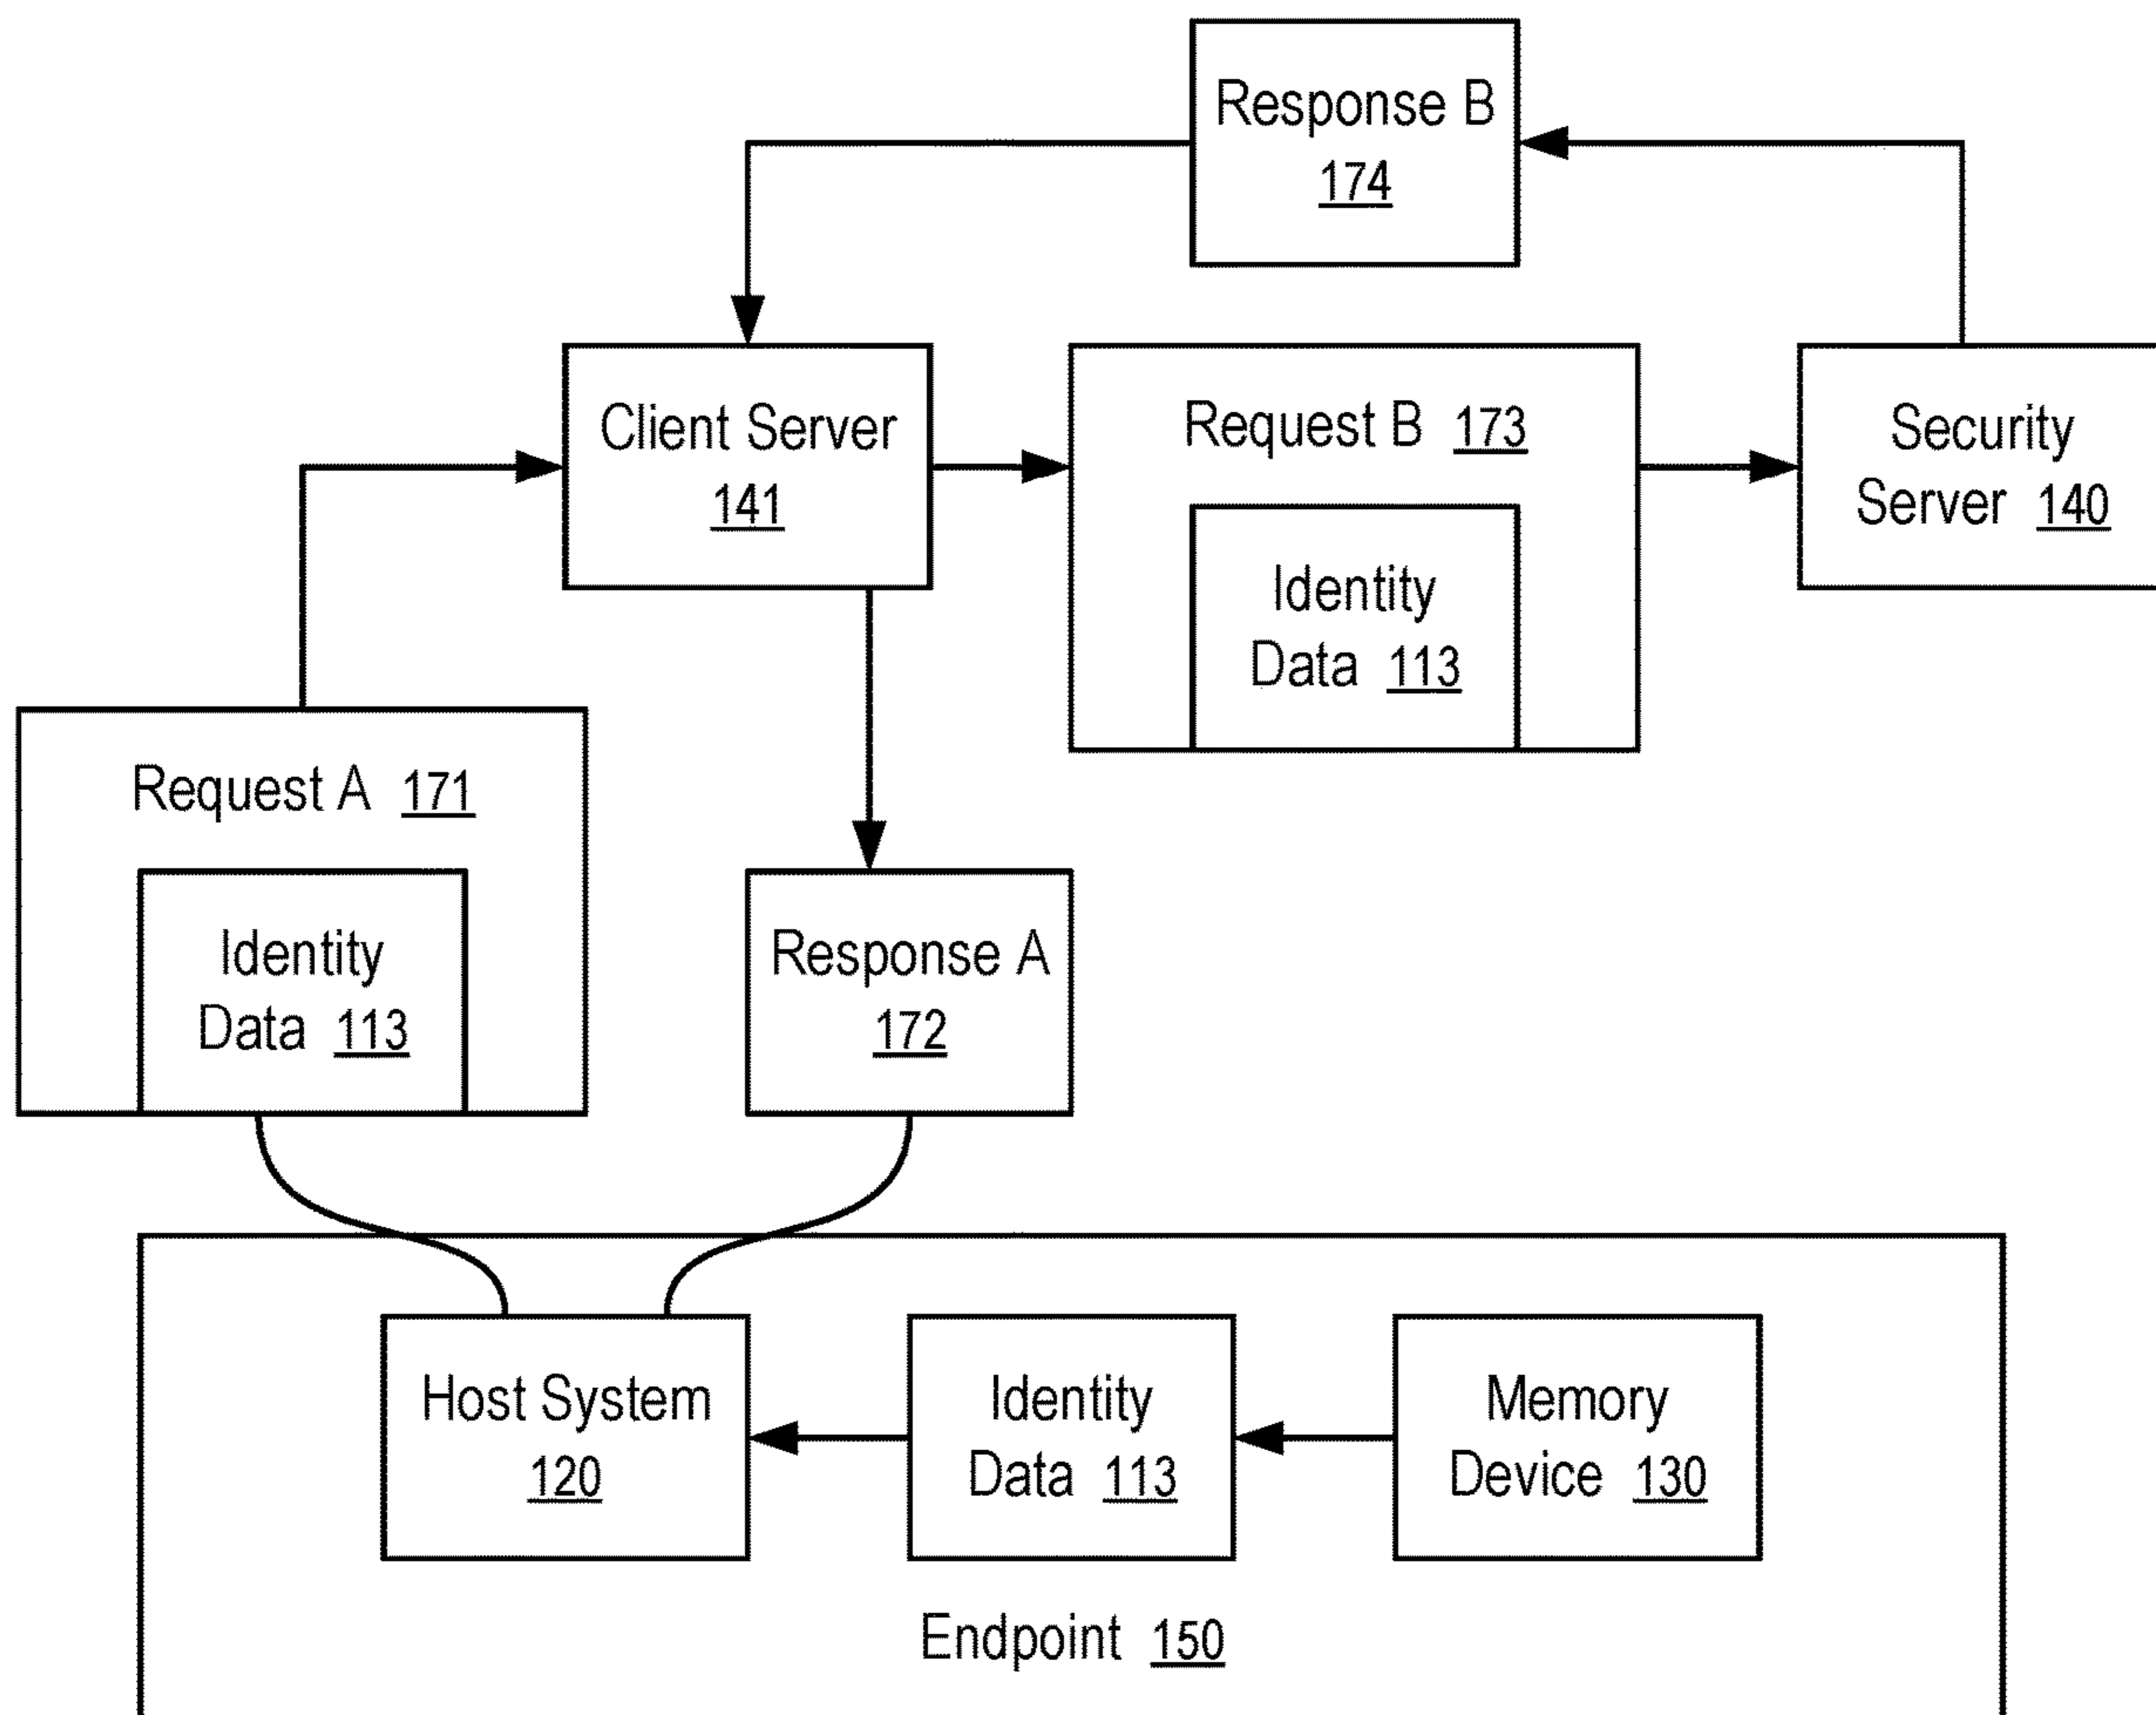 Response B
174
Client Server
141
Request B 173
Identity
Data 113
Security
Server 140
Request A 171
Identity
Data 113
Response A
172
Host System
120
Identity
Data 113
Memory
Device 130
Endpoint 150